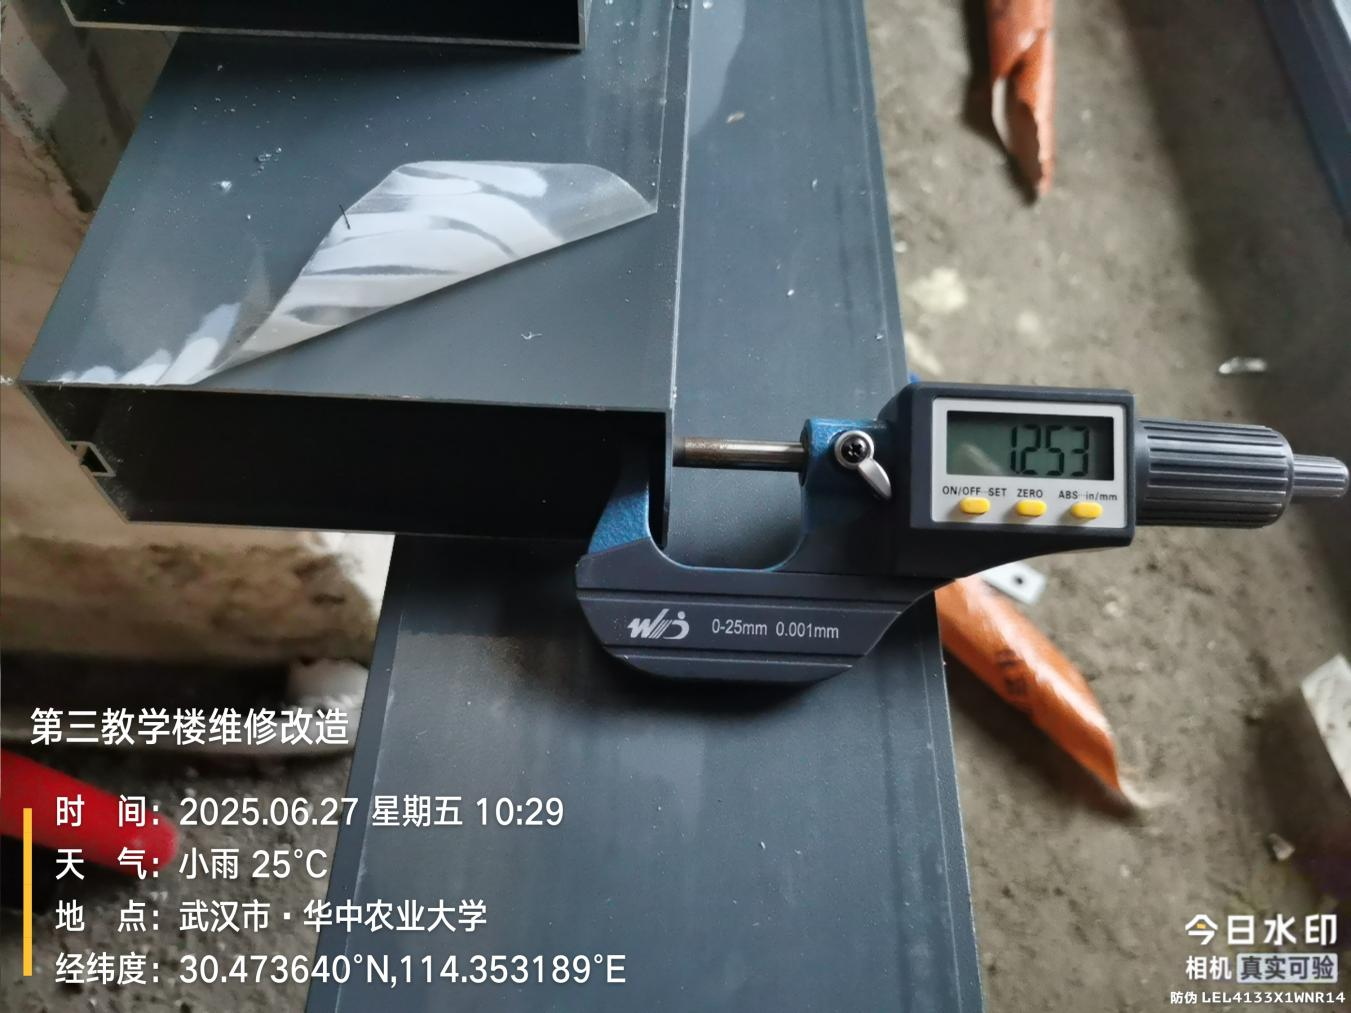 1.253
ON/OFF SET ZERO ABS in/mm
0-25mm 0.001mm
第三教学楼维修改造
时 间：2025.06.27 星期五 10:29
天 气：小雨 25°C
地 点：武汉市·华中农业大学
经纬度：30.473640°N,114.353189°E
今日水印
相机 真实可验
防伪 LEL4133X1WNR14